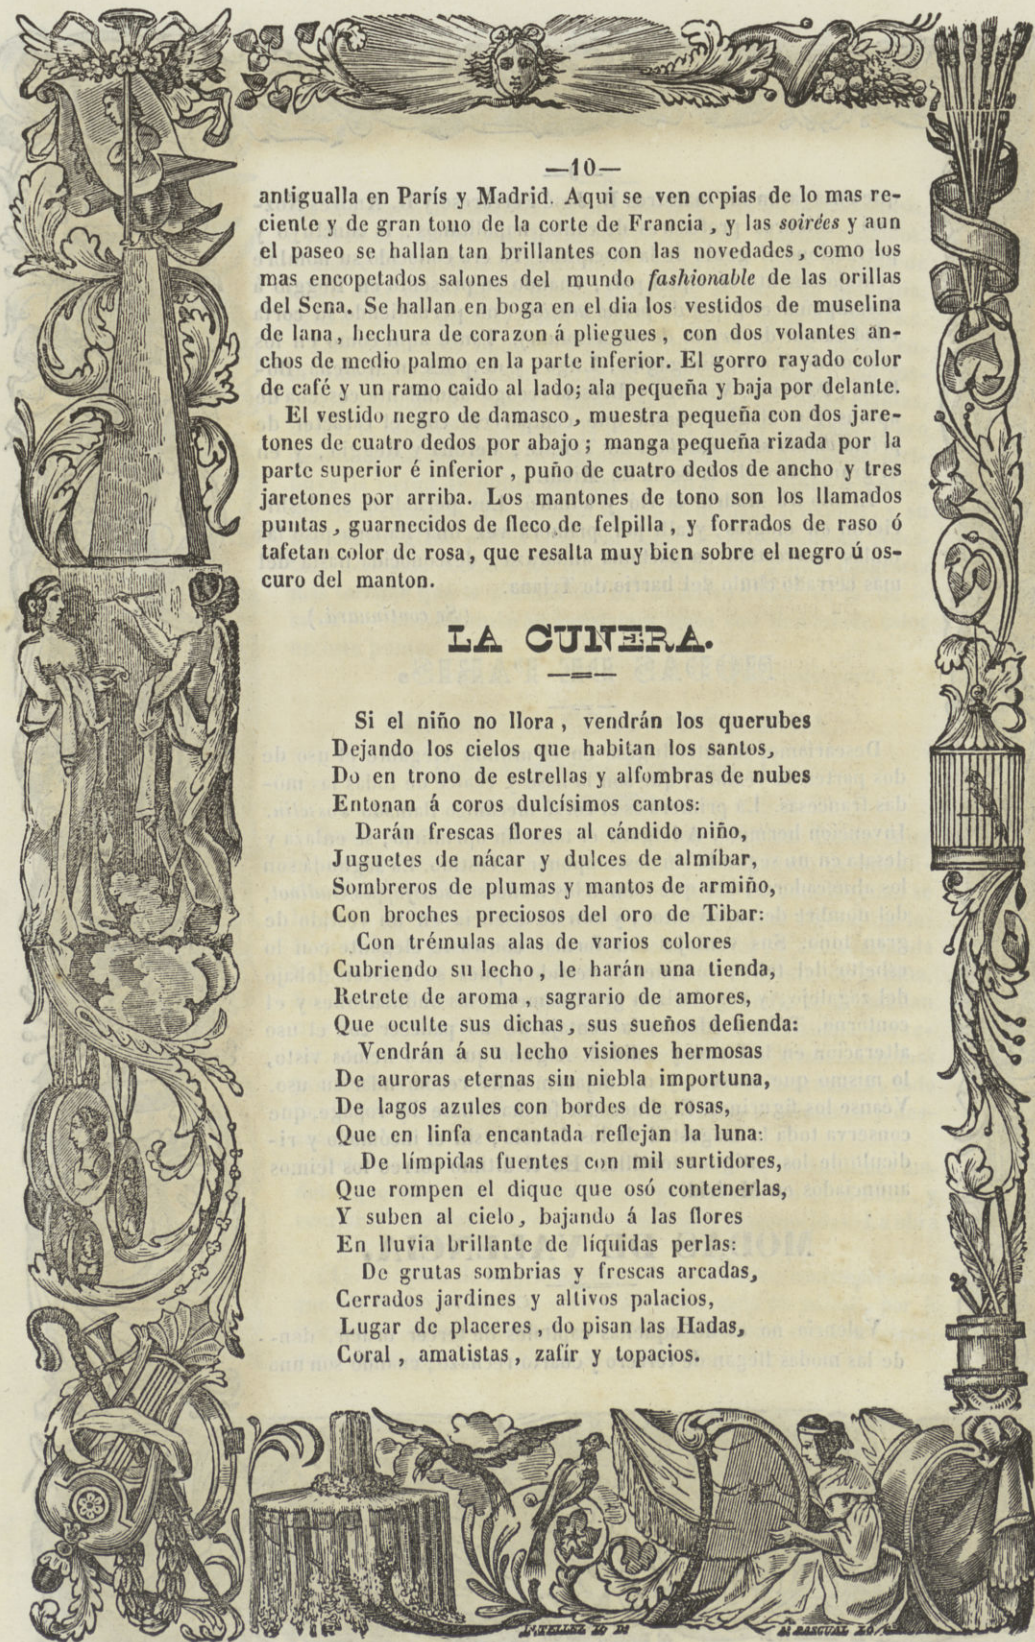 —10—
antigualla en París y Madrid. Aqui se ven copias de lo mas re-
ciente y de gran tono de la corte de Francia, y las soirées y aun
el paseo se hallan tan brillantes con las novedades, como los
mas encopetados salones del mundo fashionable de las orillas
del Sena. Se hallan en boga en el dia los vestidos de muselina
de lana, hechura de corazon á pliegues, con dos volantes an-
chos de medio palmo en la parte inferior. El gorro rayado color
de café y un ramo caido al lado; ala pequeña y baja por delante.
El vestido negro de damasco, muestra pequeña con dos jare-
tones de cuatro dedos por abajo; manga pequeña rizada por la
parte superior é inferior, puño de cuatro dedos de ancho y tres
jaretones por arriba. Los mantones de tono son los llamados
puntas, guarnecidos de fleco de felpilla, y forrados de raso ó
tafetan color de rosa, que resalta muy bien sobre el negro ú os-
curo del manton.
LA CUNERA.
Si el niño no llora, vendrán los querubes
Dejando los cielos que habitan los santos,
Do en trono de estrellas y alfombras de nubes
Entonan á coros dulcísimos cantos:
Darán frescas flores al cándido niño,
Juguetes de nácar y dulces de almíbar,
Sombreros de plumas y mantos de armiño,
Con broches preciosos del oro de Tibar:
Con trémulas alas de varios colores
Cubriendo su lecho, le harán una tienda,
Retrete de aroma, sagrario de amores,
Que oculte sus dichas, sus sueños defienda:
Vendrán á su lecho visiones hermosas
De auroras eternas sin niebla importuna,
De lagos azules con bordes de rosas,
Que en linfa encantada reflejan la luna:
De límpidas fuentes con mil surtidores,
Que rompen el dique que osó contenerlas,
Y suben al cielo, bajando á las flores
En lluvia brillante de líquidas perlas:
De grutas sombrias y frescas arcadas,
Cerrados jardines y altivos palacios,
Lugar de placeres, do pisan las Hadas,
Coral, amatistas, zafir y topacios.